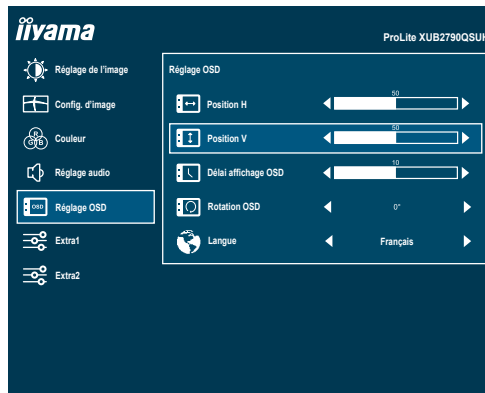 iiyama
ProLite XUB2790QSUH
Réglage de l'image
Config. d'image
Couleur
R
G B
Réglage audio
OSD
Réglage OSD
Extra1
Extra2
Réglage OSD
Position H
50
Position V
50
Délai affichage OSD
10
Rotation OSD
0°
Langue
Français